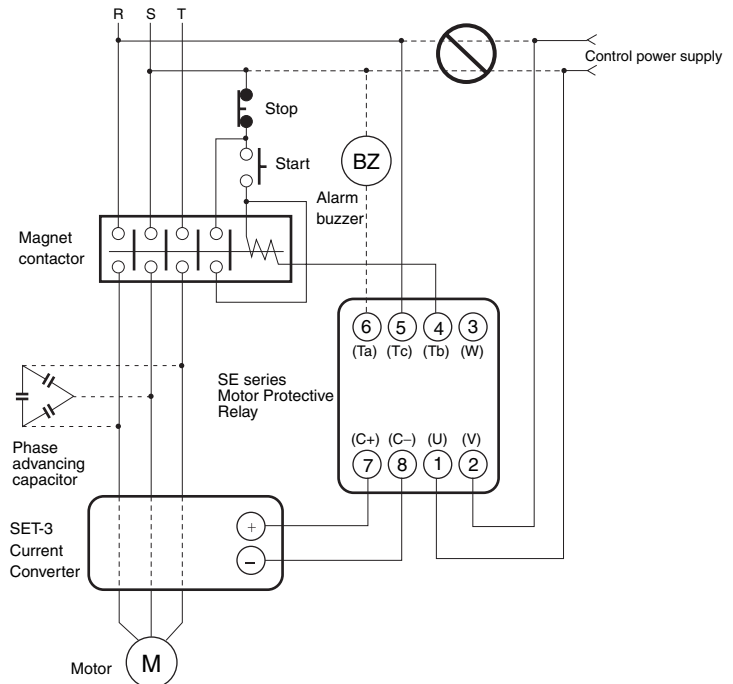 R S T
Control power supply
Stop
Start
BZ
Alarm
buzzer
Magnet
contactor
6 5 4 3
(Ta) (Tc) (Tb) (W)
SE series
Motor Protective
Relay
(C+) (C−) (U) (V)
7 8 1 2
Phase
advancing
capacitor
SET-3
Current
Converter
+
−
Motor
M